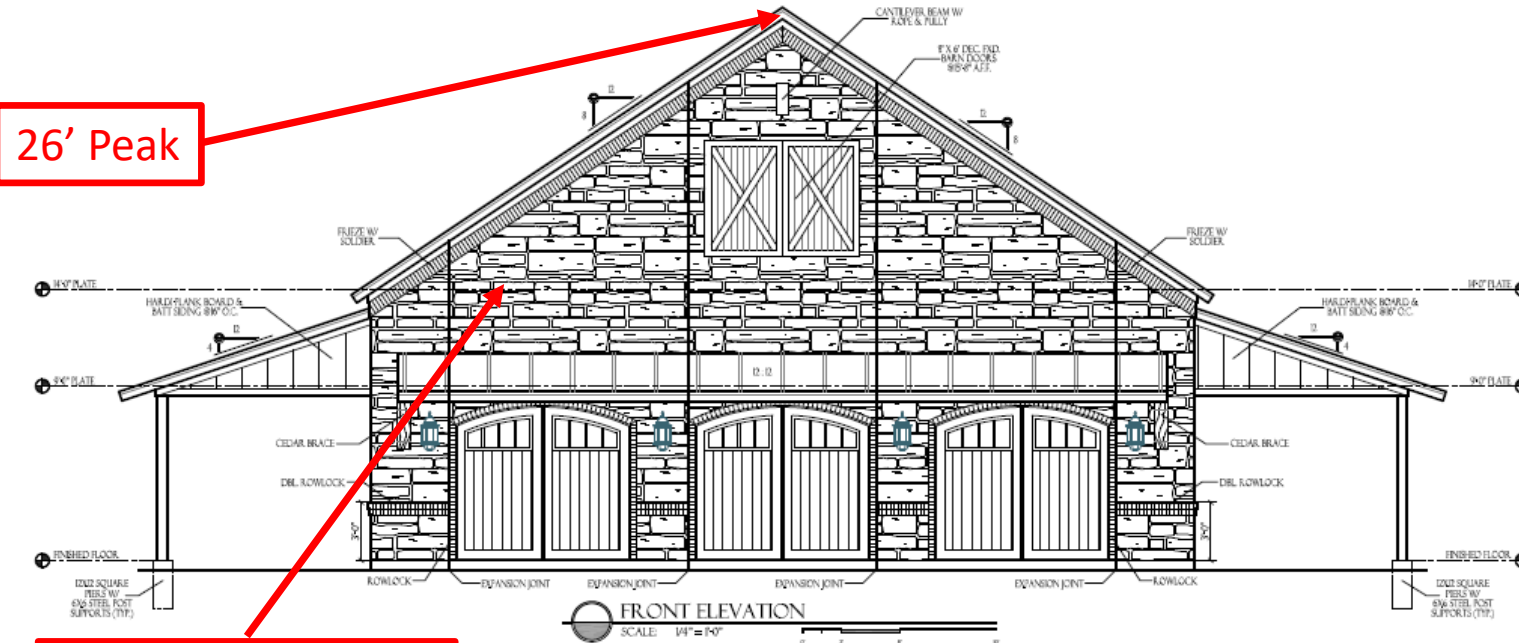 CANTILEVER BEAM W/
ROPE & PULLY
DEC. FXD.
BARN DOORS
A.F.F.
26’ Peak
12
8
12
8
FRIEZE W/
SOLDIER
FRIEZE W/
SOLDIER
14'-0" PLATE
14'-0" PLATE
HARDI-PLANK BOARD &
BATT SIDING @16" O.C.
HARDI-PLANK BOARD &
BATT SIDING @16" O.C.
12
4
12
4
12 : 12
9'-0" PLATE
9'-0" PLATE
CEDAR BRACE
CEDAR BRACE
DBL. ROWLOCK
DBL. ROWLOCK
3'-0"
3'-0"
FINISHED FLOOR
FINISHED FLOOR
12X12 SQUARE
PIERS W/
6X6 STEEL POST
SUPPORTS (TYP.)
ROWLOCK
EXPANSION JOINT
EXPANSION JOINT
EXPANSION JOINT
EXPANSION JOINT
ROWLOCK
12X12 SQUARE
PIERS W/
6X6 STEEL POST
SUPPORTS (TYP.)
FRONT ELEVATION
SCALE: 1/4" = 1'-0"